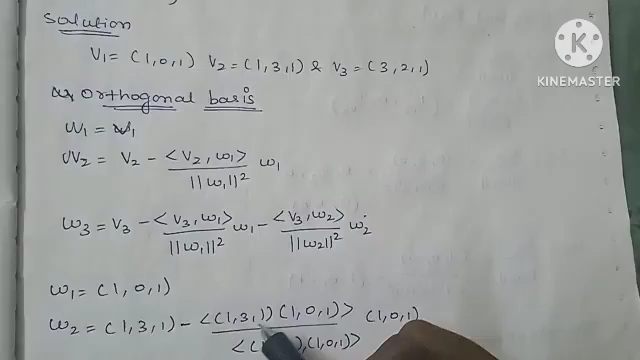 Solution
V1 = (1,0,1) V2 = (1,3,1) & V3 = (3,2,1)
Orthogonal basis
W1 = V1
W2 = V2 - <V2, W1> / ||W1||² W1
W3 = V3 - <V3, W1> / ||W1||² W1 - <V3, W2> / ||W2||² W2
W1 = (1, 0, 1)
W2 = (1, 3, 1) - <(1,3,1)(1,0,1)> / <(1 ), (1,0,1)> (1,0,1)
KINEMASTER